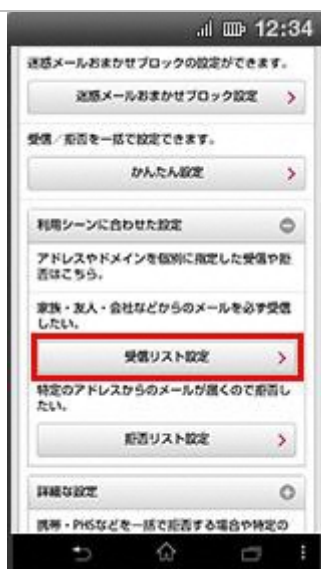 12:34
迷惑メールおまかせブロックの設定ができます。
迷惑メールおまかせブロック設定
受信／拒否を一括で設定できます。
かんたん設定
利用シーンに合わせた設定
アドレスやドメインを個別に指定した受信や拒
否はこちら。
家族・友人・会社などからのメールを必ず受信
したい。
受信リスト設定
特定のアドレスからのメールが届くので拒否し
たい。
拒否リスト設定
詳細な設定
携帯・PHSなどを一括で拒否する場合や特定の